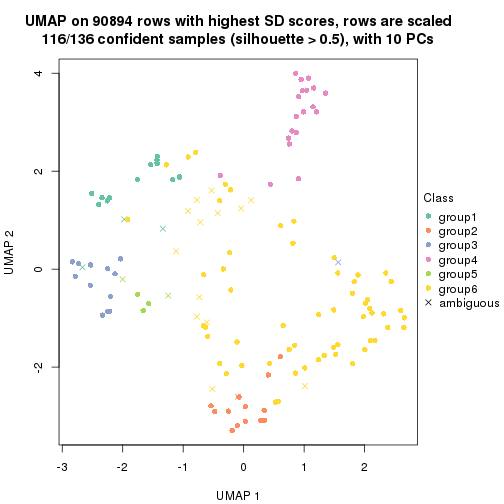 UMAP on 90894 rows with highest SD scores, rows are scaled
116/136 confident samples (silhouette > 0.5), with 10 PCs
UMAP 2
4
2
0
-2
-3
-2
-1
0
1
2
UMAP 1
Class
group1
group2
group3
group4
group5
group6
ambiguous